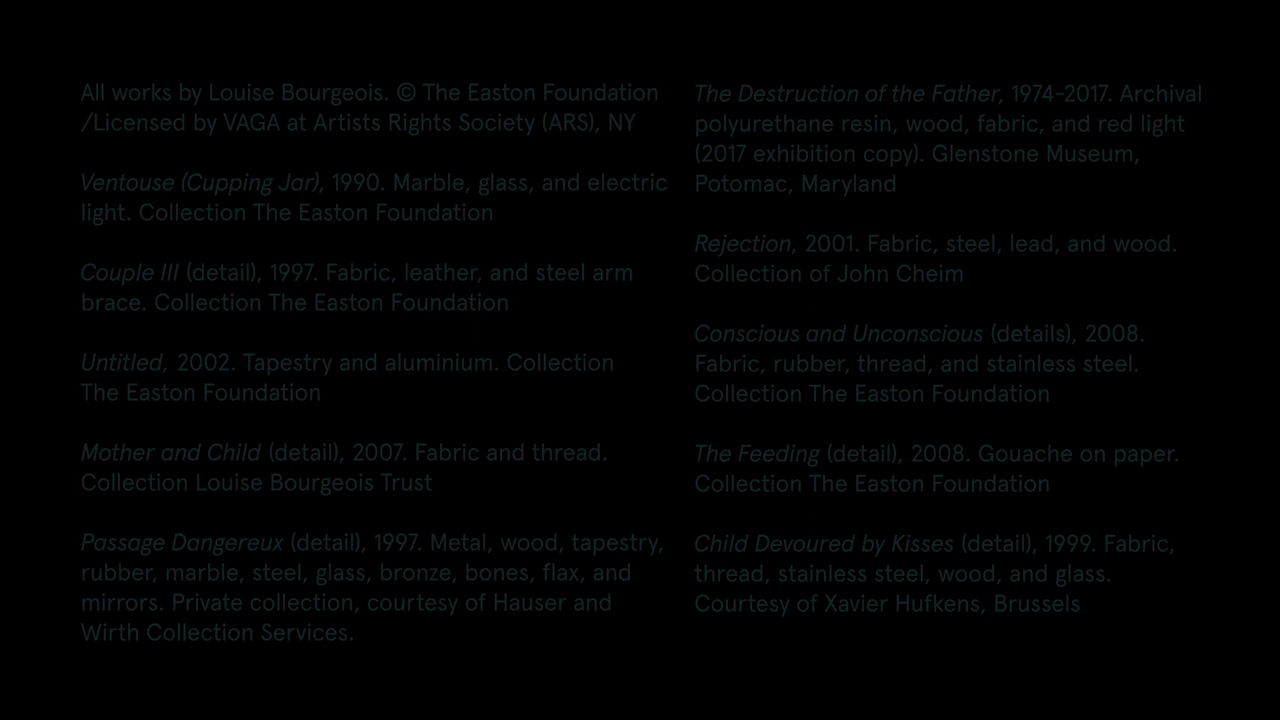 All works by Louise Bourgeois. © The Easton Foundation
/Licensed by VAGA at Artists Rights Society (ARS), NY
Ventouse (Cupping Jar), 1990. Marble, glass, and electric
light. Collection The Easton Foundation
Couple III (detail), 1997. Fabric, leather, and steel arm
brace. Collection The Easton Foundation
Untitled, 2002. Tapestry and aluminium. Collection
The Easton Foundation
Mother and Child (detail), 2007. Fabric and thread.
Collection Louise Bourgeois Trust
Passage Dangereux (detail), 1997. Metal, wood, tapestry,
rubber, marble, steel, glass, bronze, bones, flax, and
mirrors. Private collection, courtesy of Hauser and
Wirth Collection Services.
The Destruction of the Father, 1974-2017. Archival
polyurethane resin, wood, fabric, and red light
(2017 exhibition copy). Glenstone Museum,
Potomac, Maryland
Rejection, 2001. Fabric, steel, lead, and wood.
Collection of John Cheim
Conscious and Unconscious (details), 2008.
Fabric, rubber, thread, and stainless steel.
Collection The Easton Foundation
The Feeding (detail), 2008. Gouache on paper.
Collection The Easton Foundation
Child Devoured by Kisses (detail), 1999. Fabric,
thread, stainless steel, wood, and glass.
Courtesy of Xavier Hufkens, Brussels